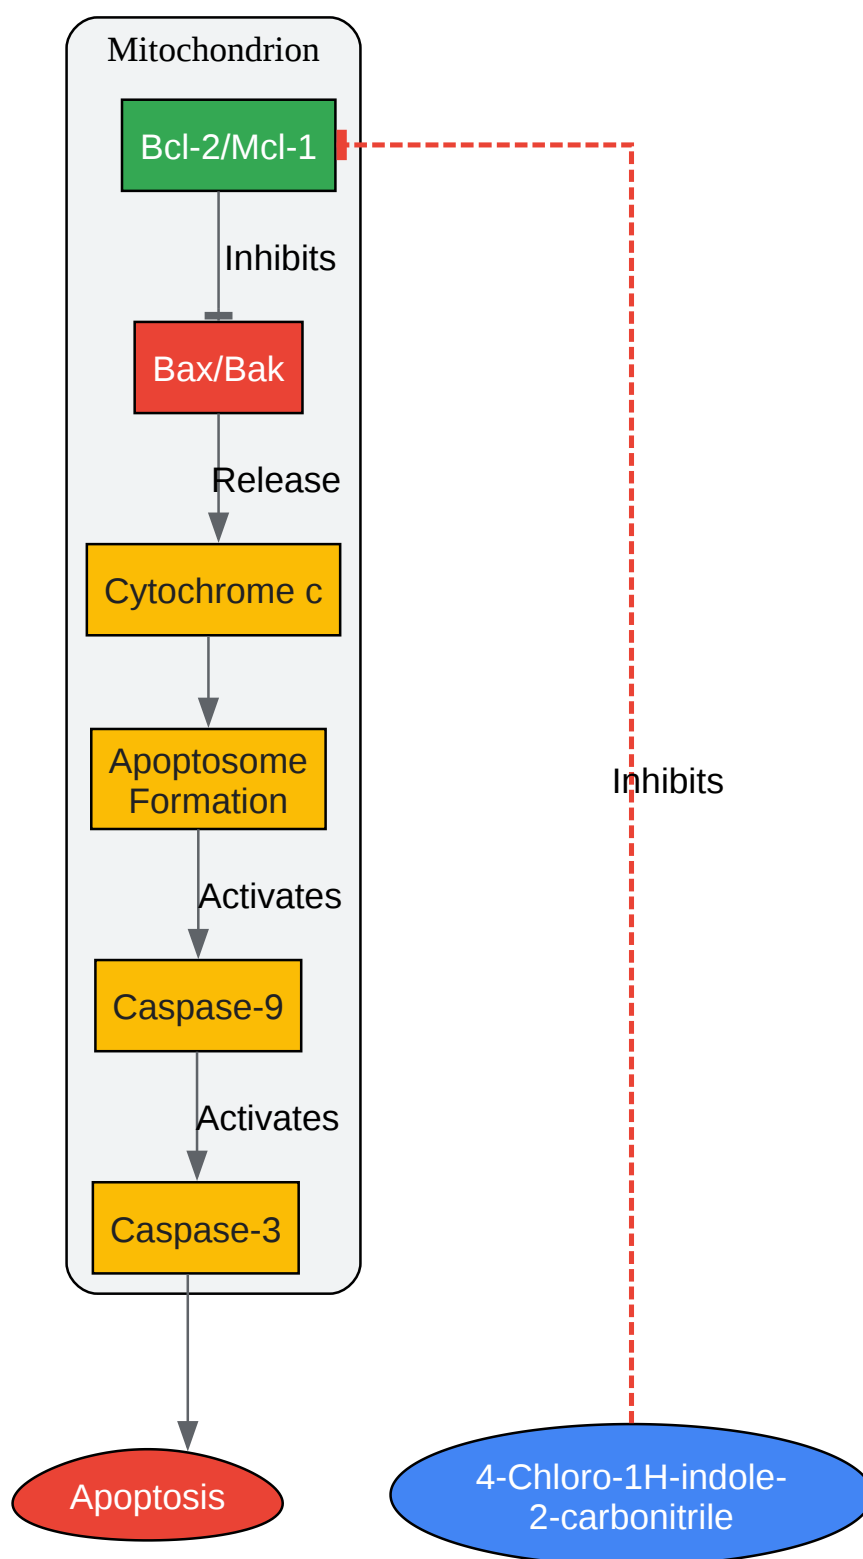 Mitochondrion
Bcl-2/Mcl-1
Inhibits
Bax/Bak
Release
Cytochrome c
Apoptosome
Formation
Inhibits
Activates
Caspase-9
Activates
Caspase-3
Apoptosis
4-Chloro-1H-indole-
2-carbonitrile